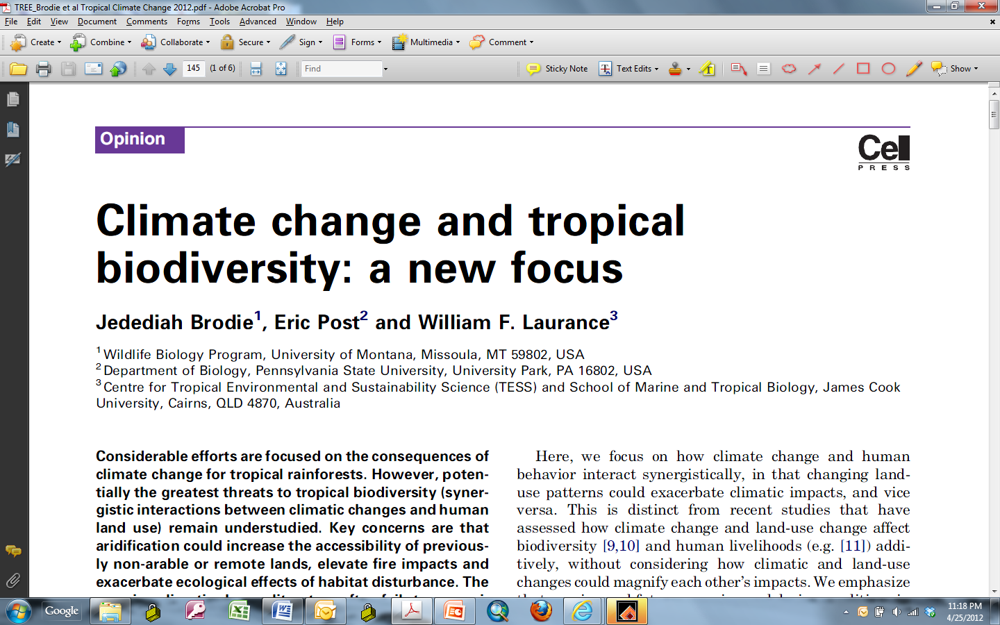 TREE_Brodie et al Tropical Climate Change 2012.pdf - Adobe Acrobat Pro
File Edit View Document Comments Forms Tools Advanced Window Help
Create Combine Collaborate Secure Sign Forms Multimedia Comment
145 (1 of 6) Find Sticky Note Text Edits Show
Opinion
Cell
PRESS
Climate change and tropical
biodiversity: a new focus
Jedediah Brodie1, Eric Post2 and William F. Laurance3
1 Wildlife Biology Program, University of Montana, Missoula, MT 59802, USA
2 Department of Biology, Pennsylvania State University, University Park, PA 16802, USA
3 Centre for Tropical Environmental and Sustainability Science (TESS) and School of Marine and Tropical Biology, James Cook
University, Cairns, QLD 4870, Australia
Considerable efforts are focused on the consequences of
climate change for tropical rainforests. However, poten-
tially the greatest threats to tropical biodiversity (syner-
gistic interactions between climatic changes and human
land use) remain understudied. Key concerns are that
aridification could increase the accessibility of previous-
ly non-arable or remote lands, elevate fire impacts and
exacerbate ecological effects of habitat disturbance. The
Here, we focus on how climate change and human
behavior interact synergistically, in that changing land-
use patterns could exacerbate climatic impacts, and vice
versa. This is distinct from recent studies that have
assessed how climate change and land-use change affect
biodiversity [9,10] and human livelihoods (e.g. [11]) addi-
tively, without considering how climatic and land-use
changes could magnify each other's impacts. We emphasize
Google
11:18 PM
4/25/2012